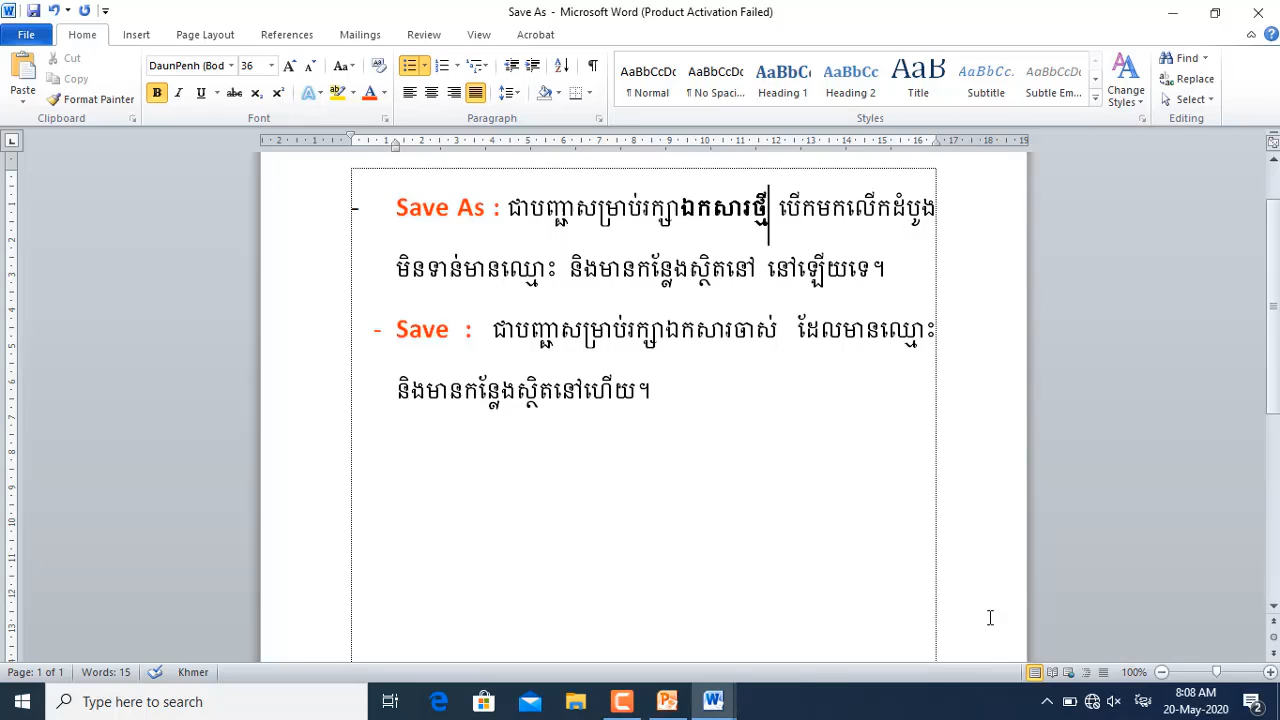 Save As - Microsoft Word (Product Activation Failed)
File Home Insert Page Layout References Mailings Review View Acrobat
Paste Cut Copy Format Painter
Clipboard
DaunPenh (Bod 36
Font
Paragraph
AaBbCcDc AaBbCcDc AaBbC AaBbCc AaB AaBbCc. AaBbCcDc
¶ Normal ¶ No Spaci... Heading 1 Heading 2 Title Subtitle Subtle Em...
Change Styles
Styles
Find
Replace
Select
Editing
- Save As : ជាបញ្ជាសម្រាប់រក្សាឯកសារថ្មី បើកមកលើកដំបូង
មិនទាន់មានឈ្មោះ និងមានកន្លែងស្ថិតនៅ នៅឡើយទេ។
- Save : ជាបញ្ជាសម្រាប់រក្សាឯកសារចាស់ ដែលមានឈ្មោះ
និងមានកន្លែងស្ថិតនៅហើយ។
Page: 1 of 1 Words: 15 Khmer 100%
Type here to search
8:08 AM
20-May-2020
2